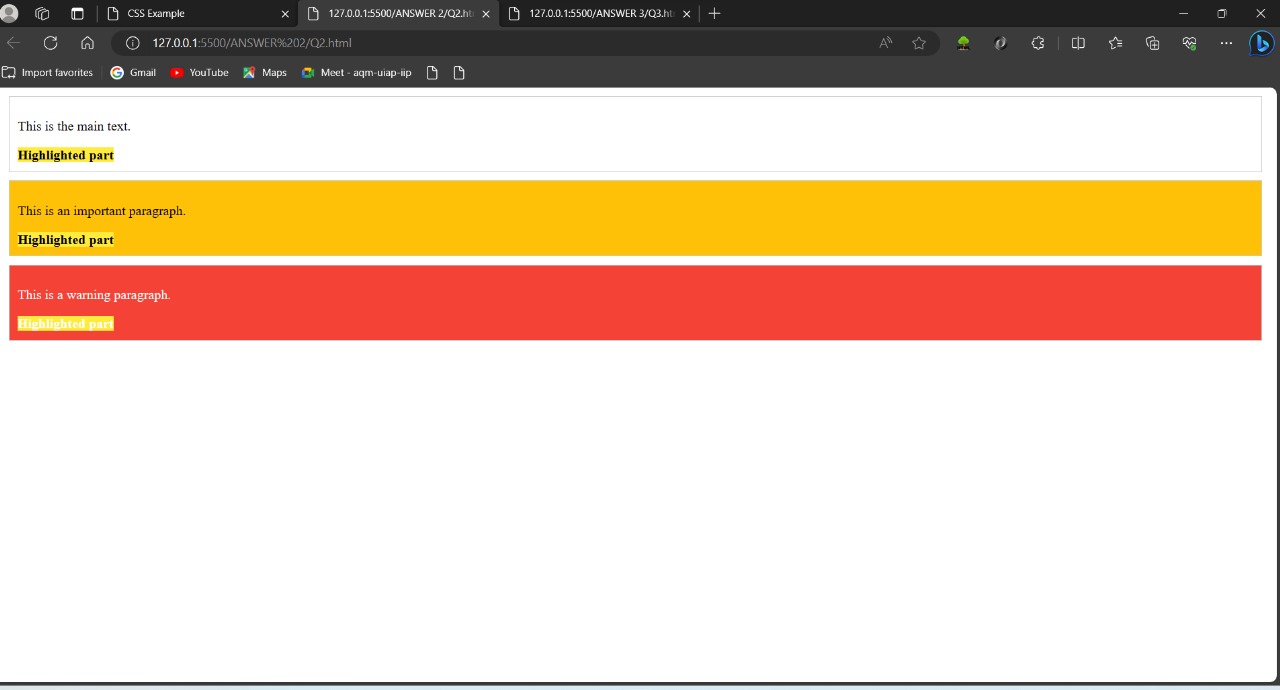 CSS Example
127.0.0.1:5500/ANSWER 2/Q2.ht
127.0.0.1:5500/ANSWER 3/Q3.ht
127.0.0.1:5500/ANSWER%202/Q2.html
Import favorites
Gmail
YouTube
Maps
Meet - aqm-uiap-iip
This is the main text.
Highlighted part
This is an important paragraph.
Highlighted part
This is a warning paragraph.
Highlighted part